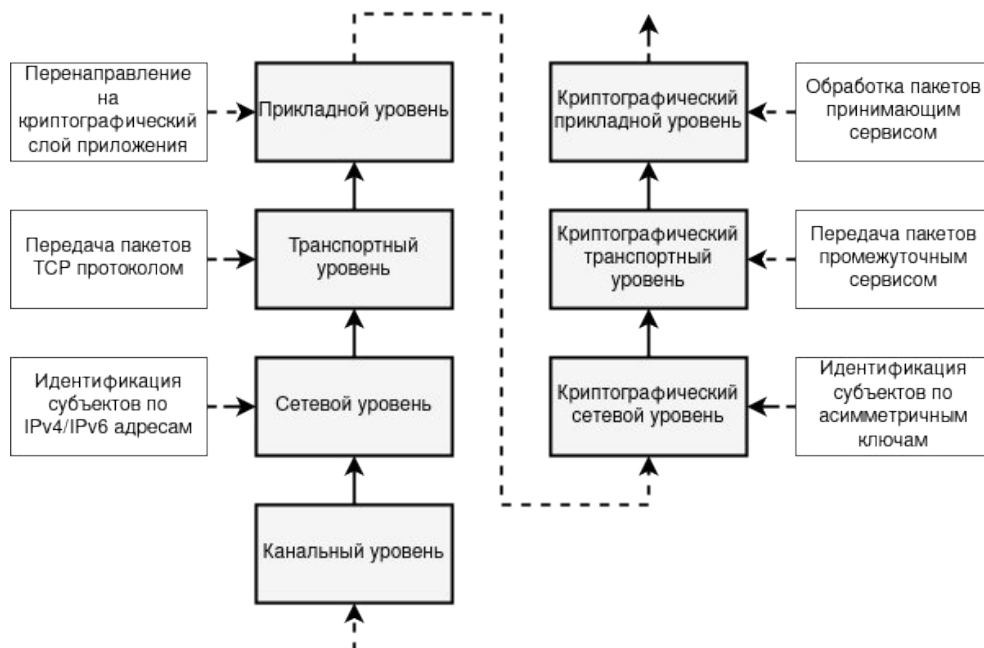 Перенаправление
на
криптографический
слой приложения
Прикладной уровень
Криптографический
прикладной уровень
Обработка пакетов
принимающим
сервисом
Передача пакетов
TCP протоколом
Транспортный
уровень
Криптографический
транспортный
уровень
Передача пакетов
промежуточным
сервисом
Идентификация
субъектов по
IPv4/IPv6 адресам
Сетевой уровень
Криптографический
сетевой уровень
Идентификация
субъектов по
асимметричным
ключам
Канальный уровень